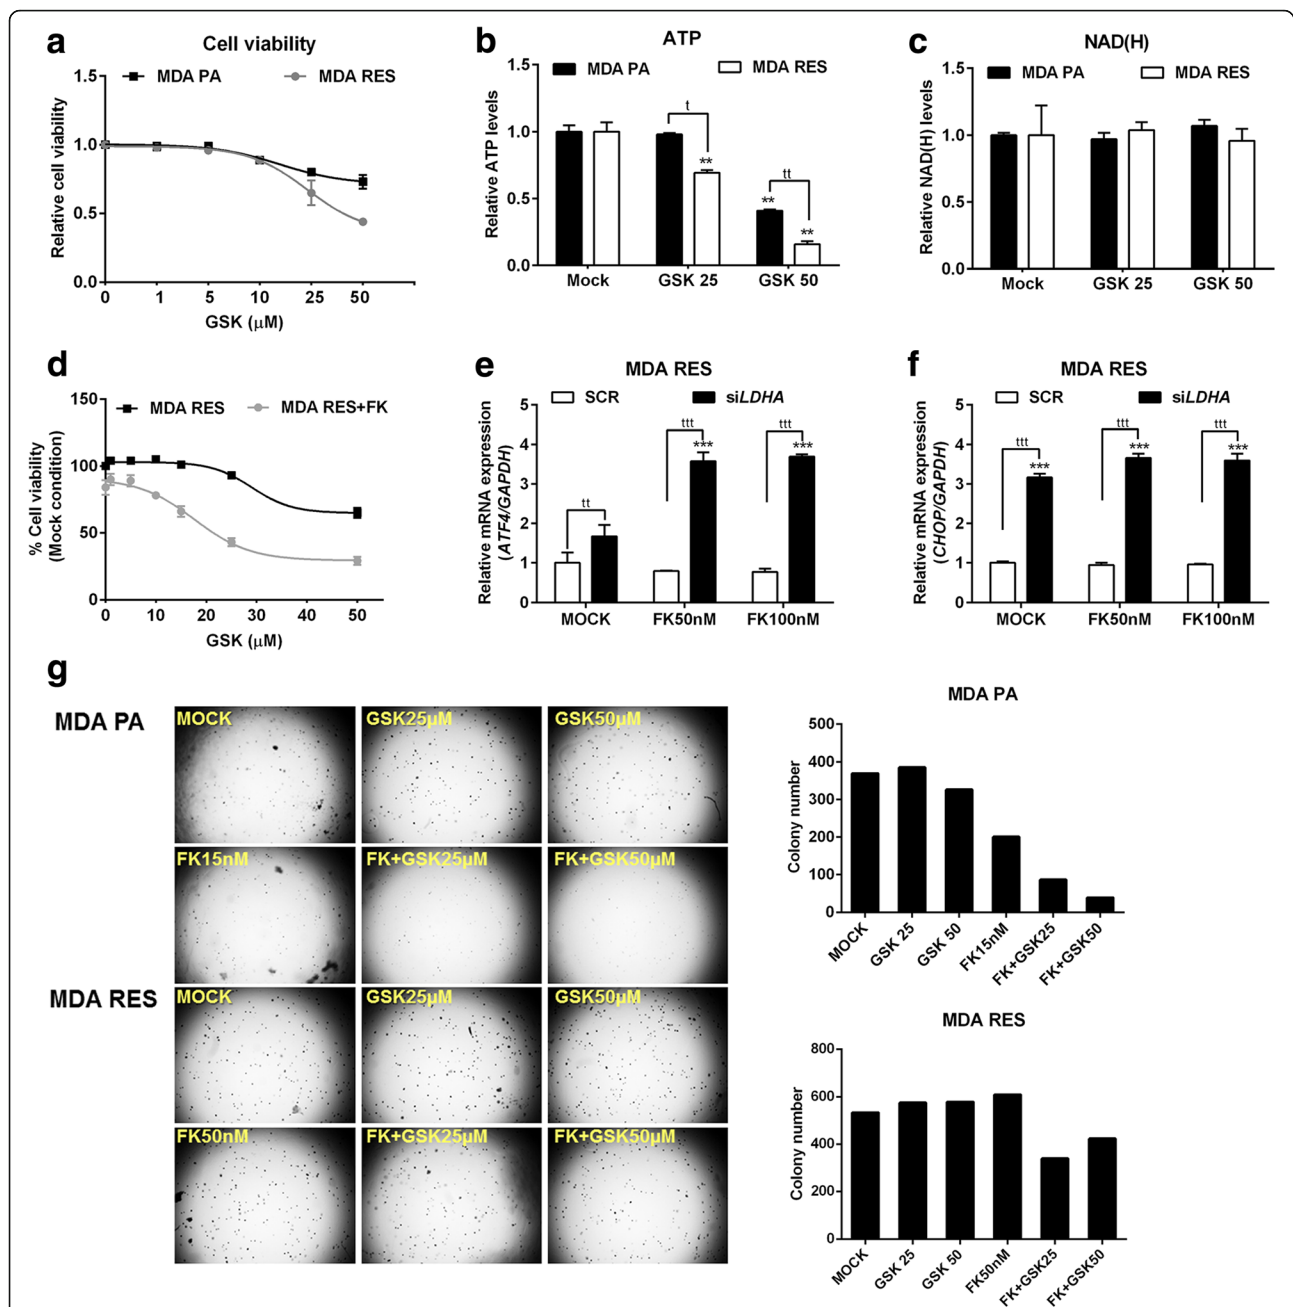 a
Cell viability
MDA PA
MDA RES
Relative cell viability
1.5
1.0
0.5
0.0
0 1 5 10 25 50
GSK (µM)
b
ATP
MDA PA
MDA RES
Relative ATP levels
1.5
1.0
0.5
0.0
t
**
tt
**
**
Mock GSK 25 GSK 50
c
NAD(H)
MDA PA
MDA RES
Relative NAD(H) levels
1.5
1.0
0.5
0.0
Mock GSK 25 GSK 50
d
MDA RES
MDA RES+FK
% Cell viability
(Mock condition)
150
100
50
0
0 10 20 30 40 50
GSK (µM)
e
MDA RES
SCR
siLDHA
Relative mRNA expression
(ATF4/GAPDH)
5
4
3
2
1
0
tt
ttt
***
ttt
***
MOCK FK50nM FK100nM
f
MDA RES
SCR
siLDHA
Relative mRNA expression
(CHOP/GAPDH)
5
4
3
2
1
0
ttt
***
ttt
***
ttt
***
MOCK FK50nM FK100nM
g
MDA PA
MOCK GSK25µM GSK50µM
FK15nM FK+GSK25µM FK+GSK50µM
MDA RES
MOCK GSK25µM GSK50µM
FK50nM FK+GSK25µM FK+GSK50µM
MDA PA
Colony number
500
400
300
200
100
0
MOCK GSK 25 GSK 50 FK15nM FK+GSK25 FK+GSK50
MDA RES
Colony number
800
600
400
200
0
MOCK GSK 25 GSK 50 FK50nM FK+GSK25 FK+GSK50